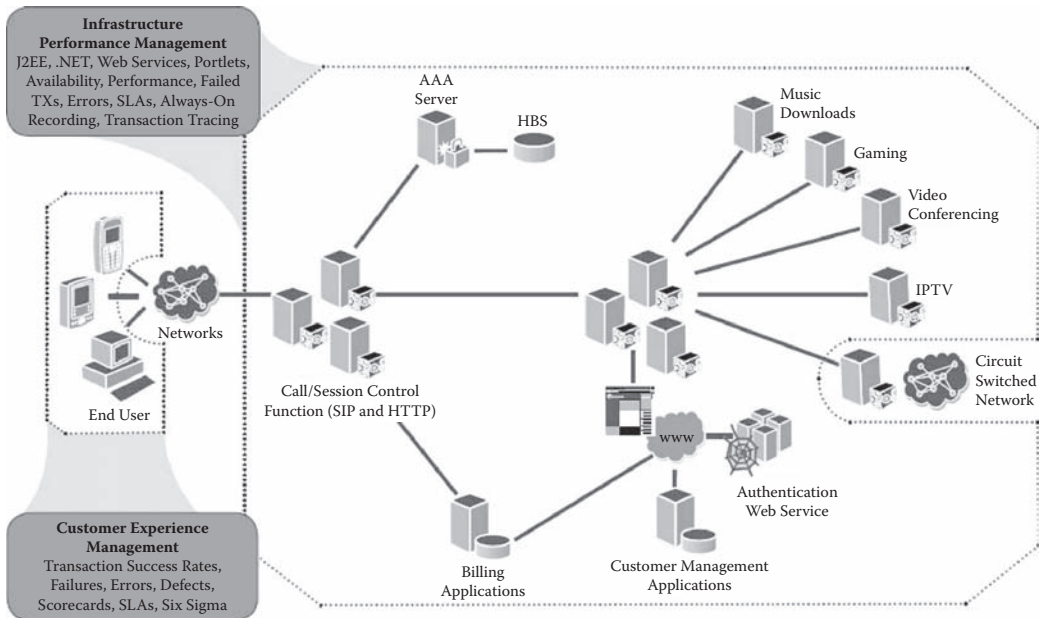 Infrastructure
Performance Management
J2EE, .NET, Web Services, Portlets,
Availability, Performance, Failed
TXs, Errors, SLAs, Always-On
Recording, Transaction Tracing
AAA
Server
HBS
Music
Downloads
Gaming
Video
Conferencing
IPTV
Circuit
Switched
Network
Networks
End User
Call/Session Control
Function (SIP and HTTP)
www
Authentication
Web Service
Billing
Applications
Customer Management
Applications
Customer Experience
Management
Transaction Success Rates,
Failures, Errors, Defects,
Scorecards, SLAs, Six Sigma